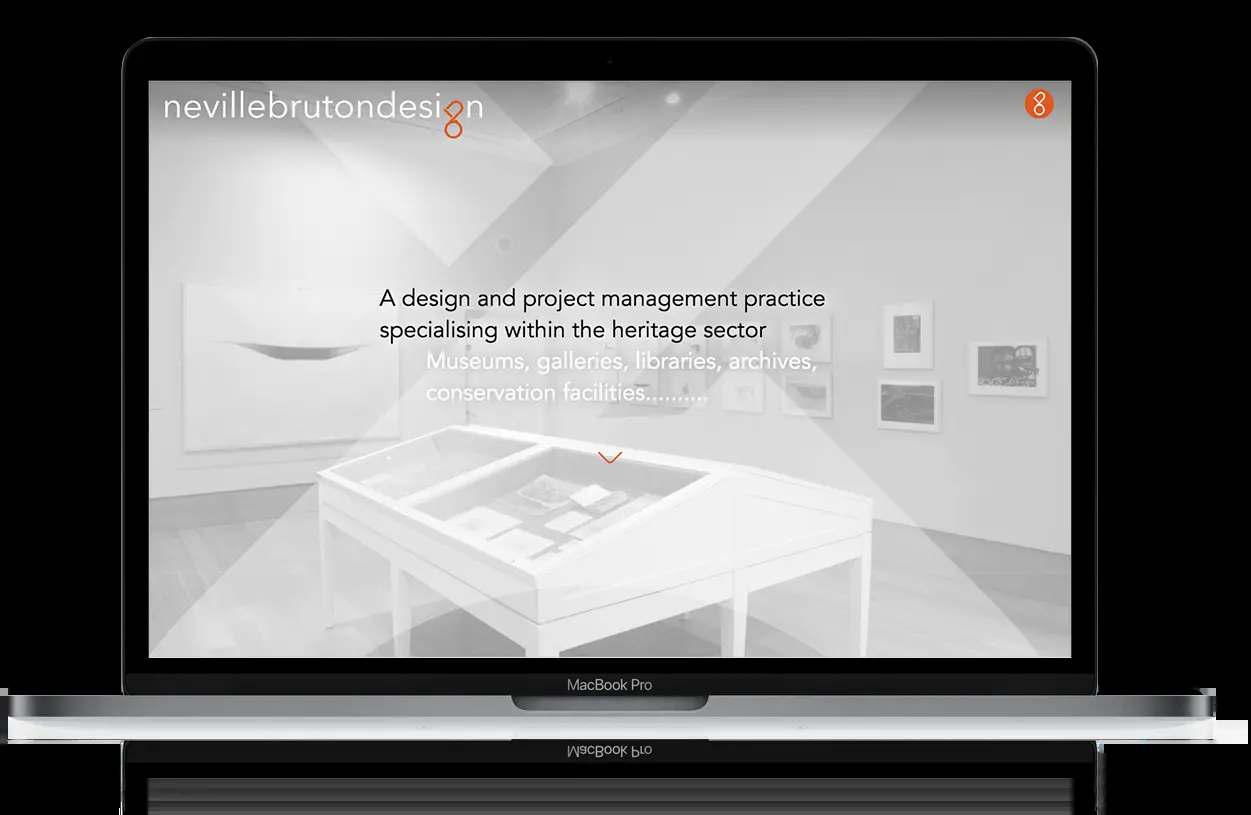 nevillebrutondesign
A design and project management practice
specialising within the heritage sector
Museums, galleries, libraries, archives,
conservation facilities..........
MacBook Pro
MacBook Pro